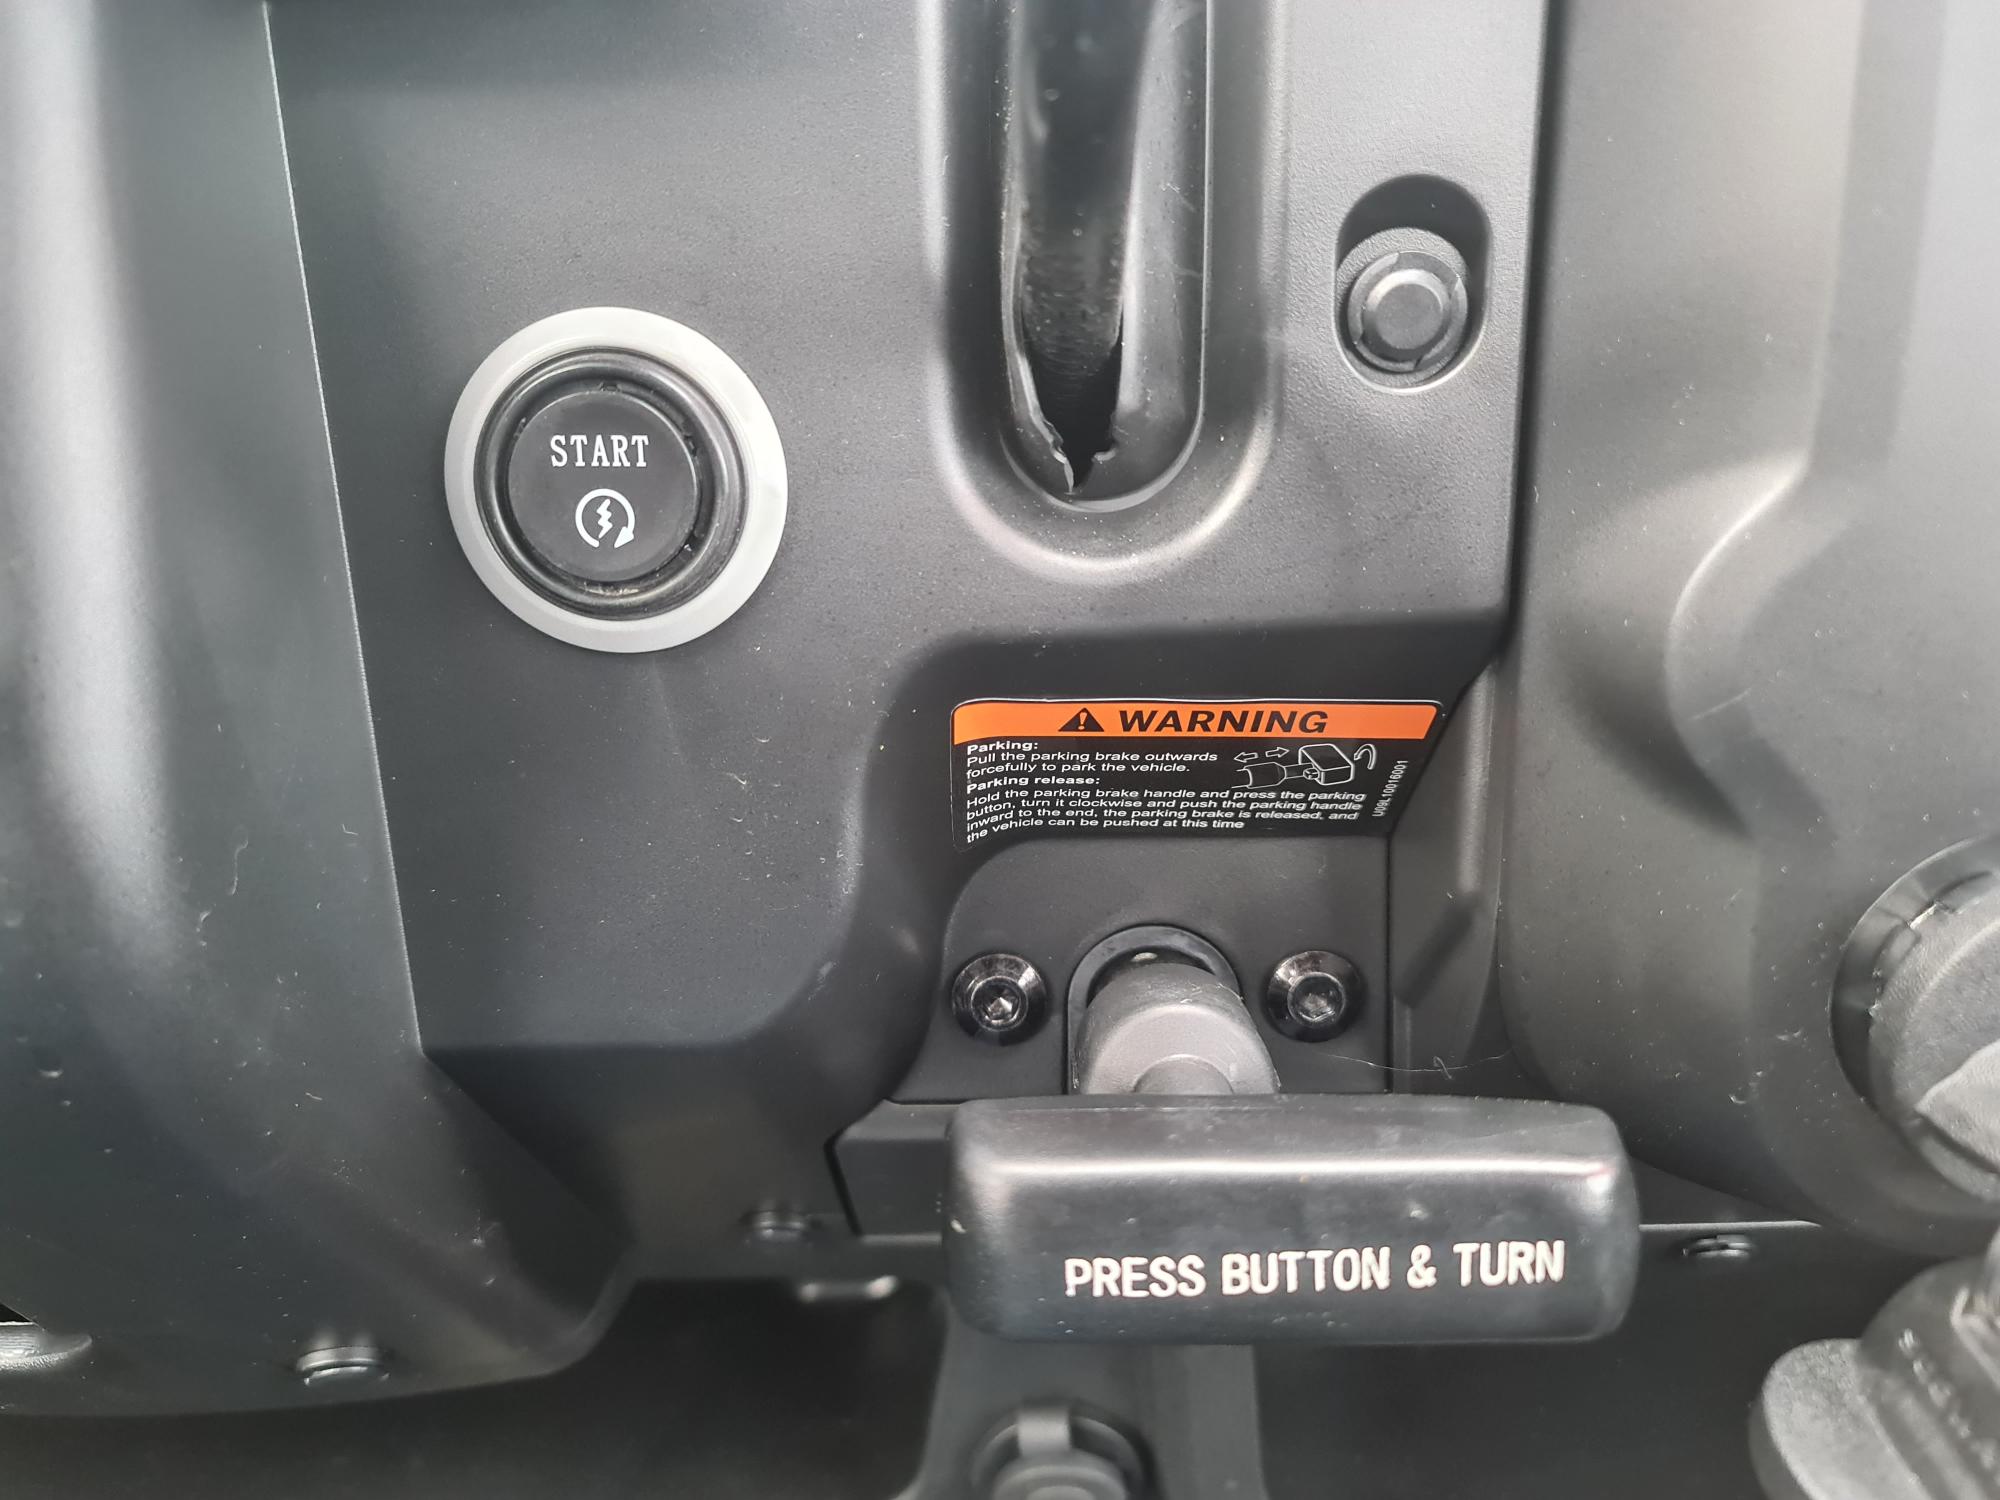 START
WARNING
Parking:
Pull the parking brake outwards
forcefully to park the vehicle.
Parking release:
Hold the parking brake handle and press the parking
button, turn it clockwise and push the parking handle
inward to the end, the parking brake is released, and
the vehicle can be pushed at this time
U09L10016001
PRESS BUTTON & TURN